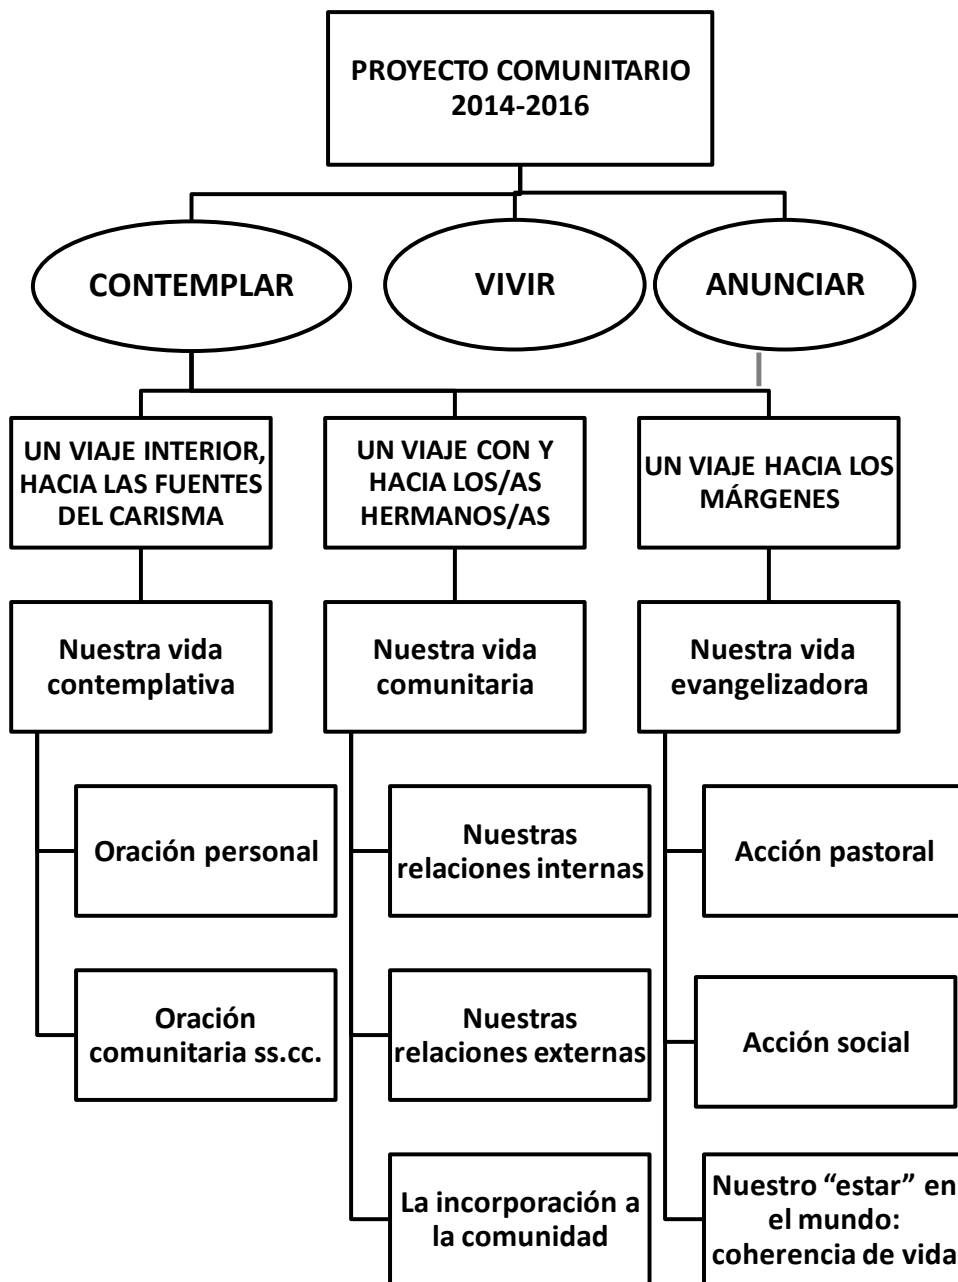 PROYECTO COMUNITARIO
2014-2016
CONTEMPLAR
VIVIR
ANUNCIAR
UN VIAJE INTERIOR,
HACIA LAS FUENTES
DEL CARISMA
UN VIAJE CON Y
HACIA LOS/AS
HERMANOS/AS
UN VIAJE HACIA LOS
MÁRGENES
Nuestra vida
contemplativa
Nuestra vida
comunitaria
Nuestra vida
evangelizadora
Oración personal
Nuestras
relaciones internas
Acción pastoral
Oración
comunitaria ss.cc.
Nuestras
relaciones externas
Acción social
La incorporación a
la comunidad
Nuestro “estar” en
el mundo:
coherencia de vida